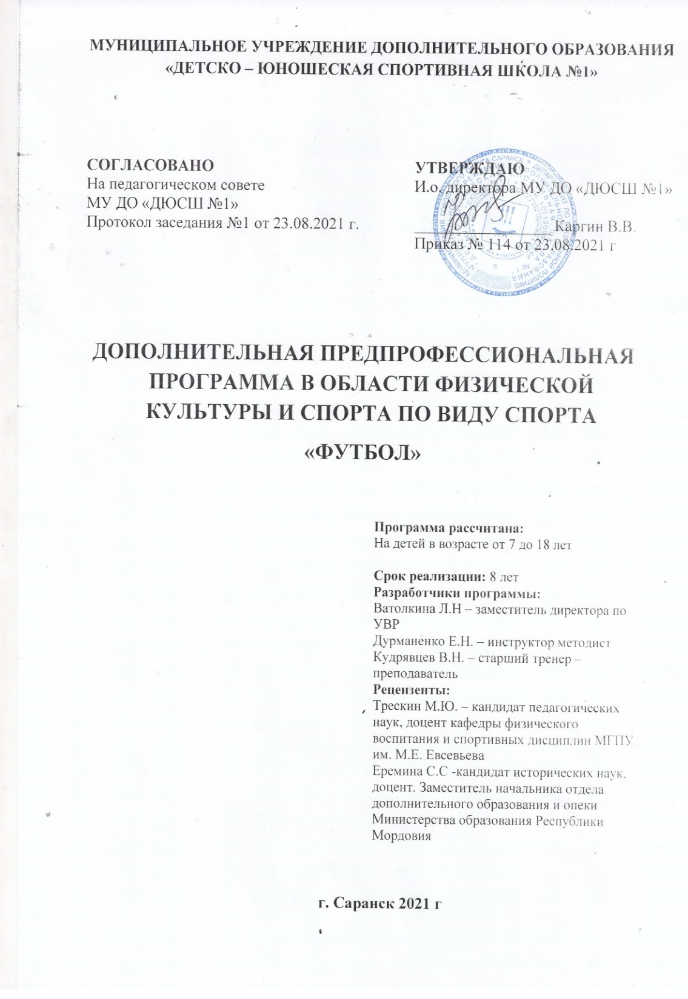 МУНИЦИПАЛЬНОЕ УЧРЕЖДЕНИЕ ДОПОЛНИТЕЛЬНОГО ОБРАЗОВАНИЯ
«ДЕТСКО – ЮНОШЕСКАЯ СПОРТИВНАЯ ШКОЛА №1»
СОГЛАСОВАНО
На педагогическом совете
МУ ДО «ДЮСШ №1»
Протокол заседания №1 от 23.08.2021 г.
УТВЕРЖДАЮ
И.о. директора МУ ДО «ДЮСШ №1»
Каргин В.В.
Приказ № 114 от 23.08.2021 г
ДОПОЛНИТЕЛЬНАЯ ПРЕДПРОФЕССИОНАЛЬНАЯ
ПРОГРАММА В ОБЛАСТИ ФИЗИЧЕСКОЙ
КУЛЬТУРЫ И СПОРТА ПО ВИДУ СПОРТА
«ФУТБОЛ»
Программа рассчитана:
На детей в возрасте от 7 до 18 лет
Срок реализации: 8 лет
Разработчики программы:
Ватолкина Л.Н – заместитель директора по
УВР
Дурманенко Е.Н. – инструктор методист
Кудрявцев В.Н. – старший тренер –
преподаватель
Рецензенты:
Трескин М.Ю. – кандидат педагогических
наук, доцент кафедры физического
воспитания и спортивных дисциплин МГПУ
им. М.Е. Евсевьева
Еремина С.С -кандидат исторических наук,
доцент. Заместитель начальника отдела
дополнительного образования и опеки
Министерства образования Республики
Мордовия
г. Саранск 2021 г